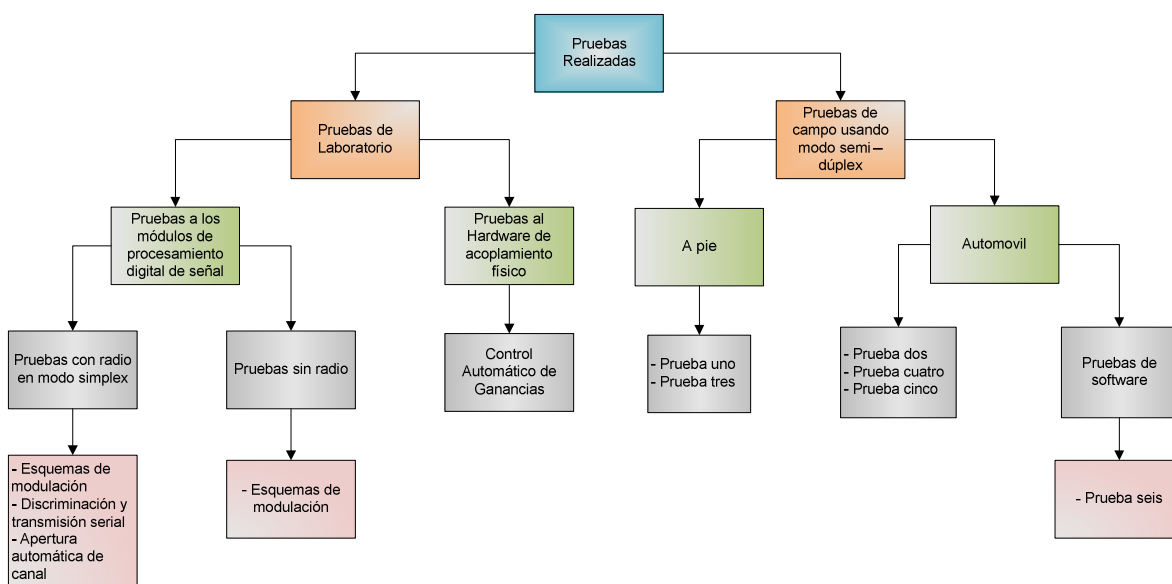 Pruebas
Realizadas
Pruebas de
Laboratorio
Pruebas de
campo usando
modo semi–
dúplex
Pruebas a los
módulos de
procesamiento
digital de señal
Pruebas al
Hardware de
acoplamiento
físico
A pie
Automovil
Pruebas con radio
en modo simplex
Pruebas sin radio
Control
Automático de
Ganancias
- Prueba uno
- Prueba tres
- Prueba dos
- Prueba cuatro
- Prueba cinco
Pruebas de
software
- Esquemas de
modulación
- Discriminación y
transmisión serial
- Apertura
automática de
canal
- Esquemas de
modulación
- Prueba seis